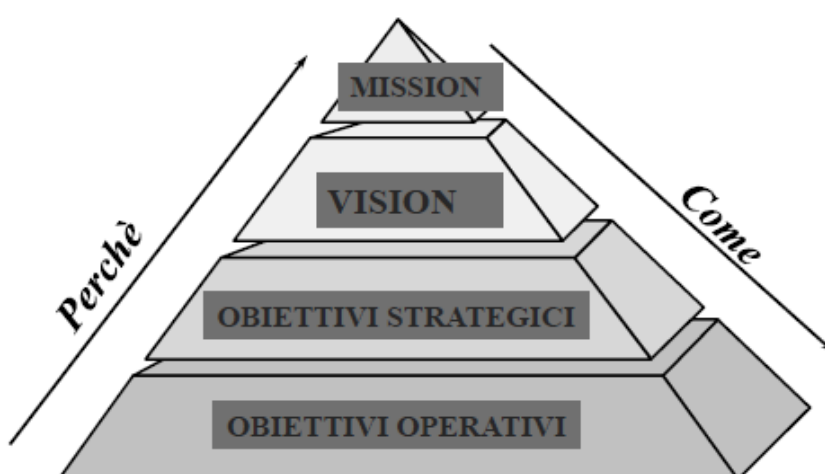 MISSION
VISION
OBIETTIVI STRATEGICI
OBIETTIVI OPERATIVI
Perchè
Come